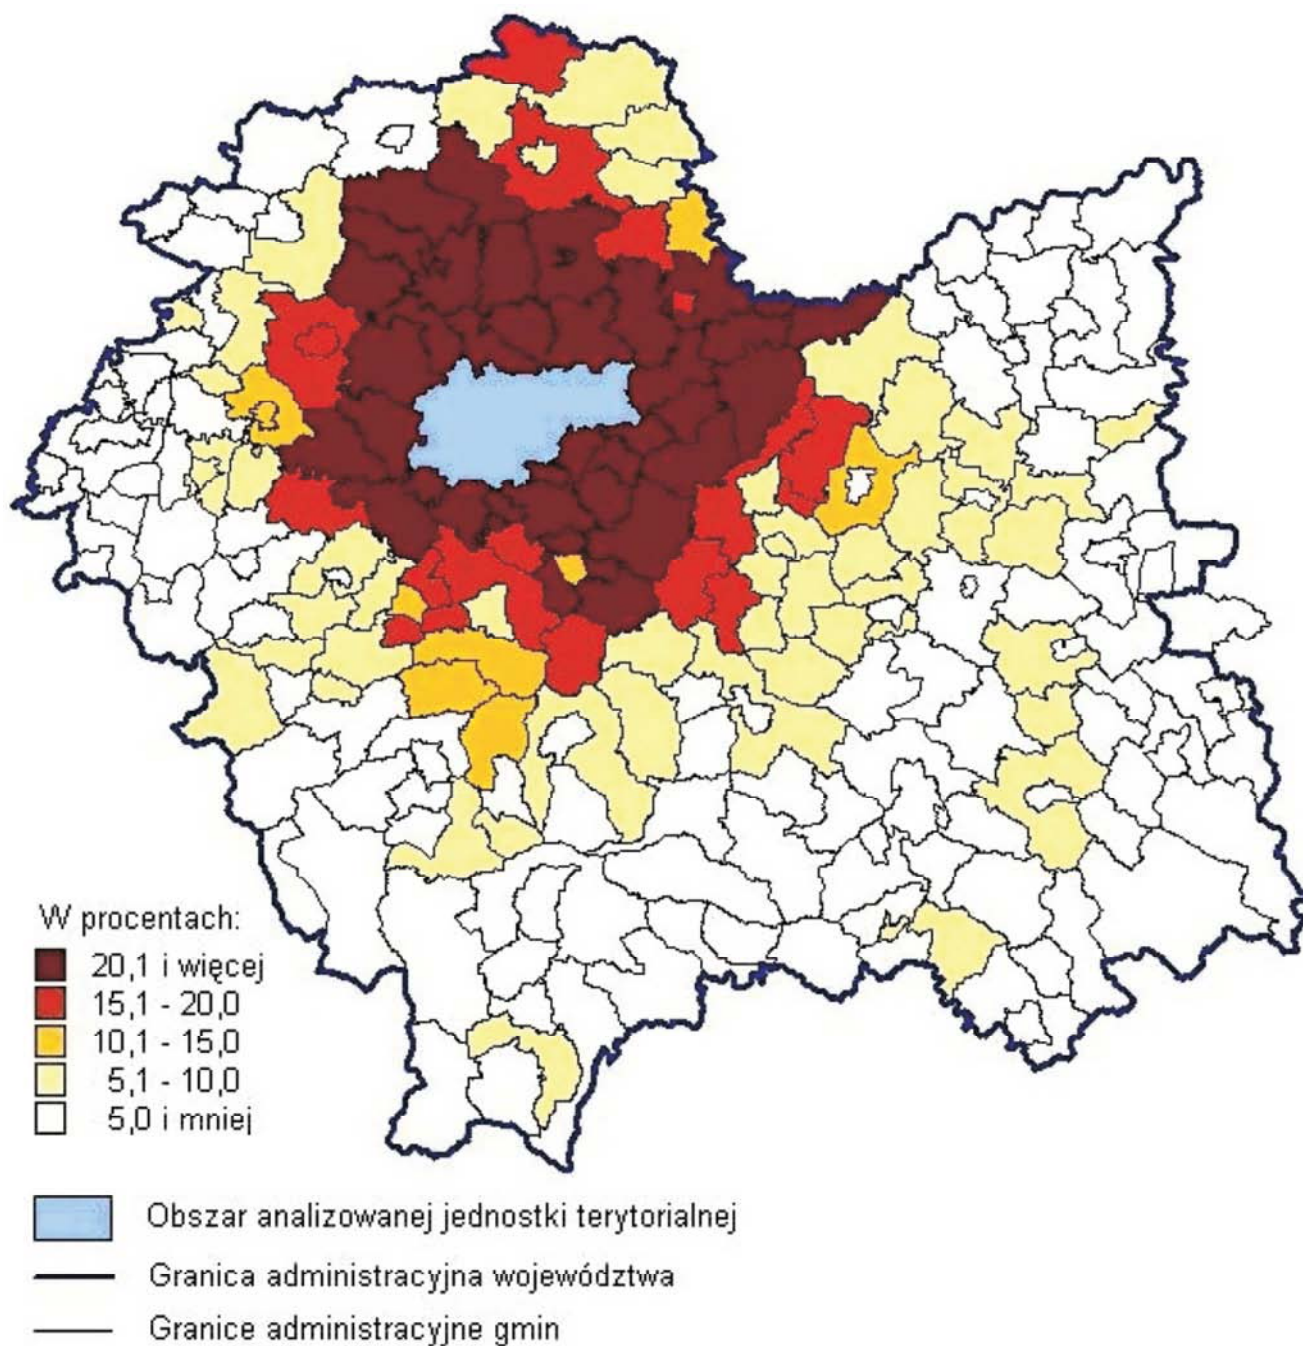 W procentach:
20,1 i więcej
15,1 - 20,0
10,1 - 15,0
5,1 - 10,0
5,0 i mniej
Obszar analizowanej jednostki terytorialnej
Granica administracyjna województwa
Granice administracyjne gmin